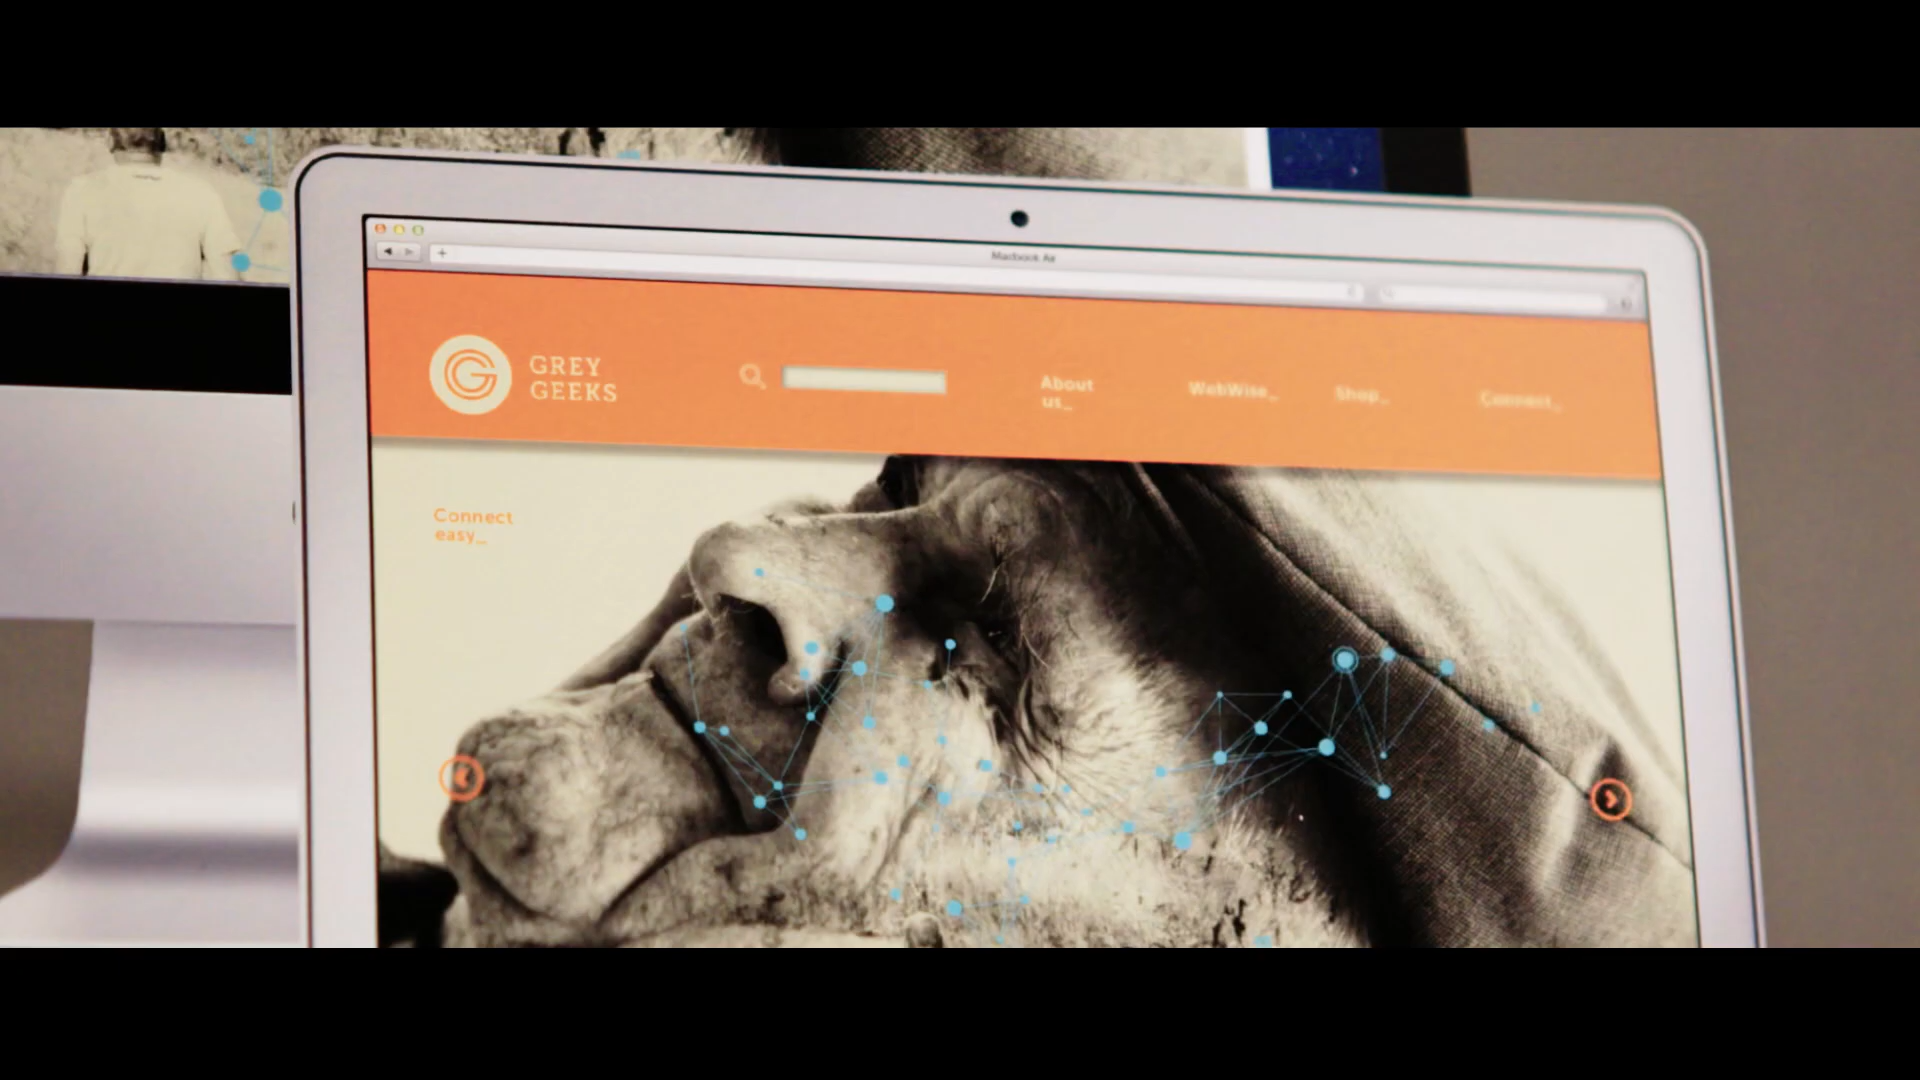 Macbook Air
GREY
GEEKS
About
us_
WebWise_
Shop_
Connect_
Connect
easy_